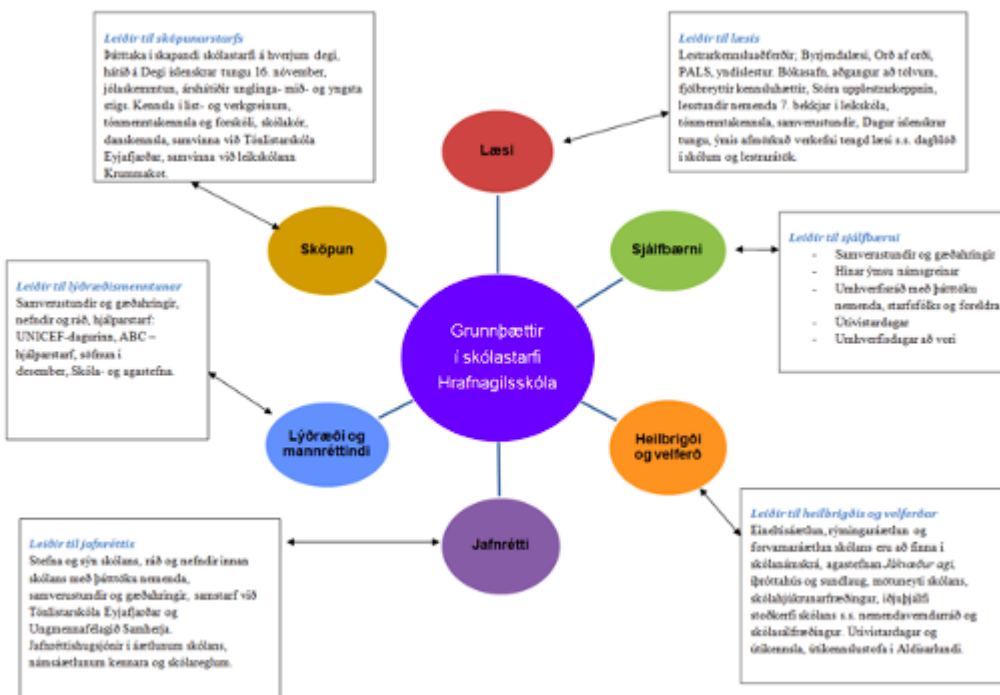 Leiðir til sköpunarstarfs
Þátttaka í skapandi skólastarfi á hverjum degi,
hátíð á Degi íslenskrar tungu 16. nóvember,
jólaskemmtun, árshátíðir unglinga- mið- og yngsta
stigs. Kennsla í list- og verkgreinum,
tónmenntakennsla og forskóli, skólakór,
danskennsla, samvinna við Tónlistarskóla
Eyjafjarðar, samvinna við leikskólann
Krummakot.
Leiðir til læsis
Lestrarkennsluaðferðir; Byrjendalæsi, Orð af orði,
PALS, yndislestur. Bókasafn, aðgangur að tölvum,
fjölbreyttir kennsluhættir, Stóra upplestrarkeppnin,
lesstundir nemenda 7. bekkjar í leikskóla,
tónmenntakennsla, samverustundir, Dagur íslenskrar
tungu, ýmis afmörkuð verkefni tengd læsi s.s. dagblöð
í skólum og lestrarátök.
Læsi
Sköpun
Sjálfbærni
Leiðir til sjálfbærni
- Samverustundir og gæðahringir
- Hinar ýmsu námsgreinar
- Umhverfisráð með þátttöku
nemenda, starfsfólks og foreldra
- Útivistardagar
- Umhverfisdagar að vori
Leiðir til lýðræðismenntunar
Samverustundir og gæðahringir,
nefndir og ráð, hjálparstarf:
UNICEF-dagurinn, ABC –
hjálparstarf, söfnun í
desember, Skóla- og agastefna.
Grunnþættir
í skólastarfi
Hrafnagilsskóla
Lýðræði og
mannréttindi
Heilbrigði
og velferð
Jafnrétti
Leiðir til jafnréttis
Stefna og sýn skólans, ráð og nefndir innan
skólans með þátttöku nemenda,
samverustundir og gæðahringir, samstarf við
Tónlistarskóla Eyjafjarðar og
Ungmennafélagið Samherja.
Jafnréttishugsjónir í áætlunum skólans,
námsáætlunum kennara og skólareglum.
Leiðir til heilbrigðis og velferðar
Eineltisáætlun, rýmingaráætlun og
forvarnaráætlun skólans eru að finna í
skólanámskrá, agastefnan Jákvæður agi,
íþróttahús og sundlaug, mötuneyti skólans,
skólahjúkrunarfræðingur, iðjuþjálfi
stoðkerfi skólans s.s. nemendaverndarráð og
skólasálfræðingur. Útivistardagar og
útikennsla, útikennslustofa í Aldísarlundi.